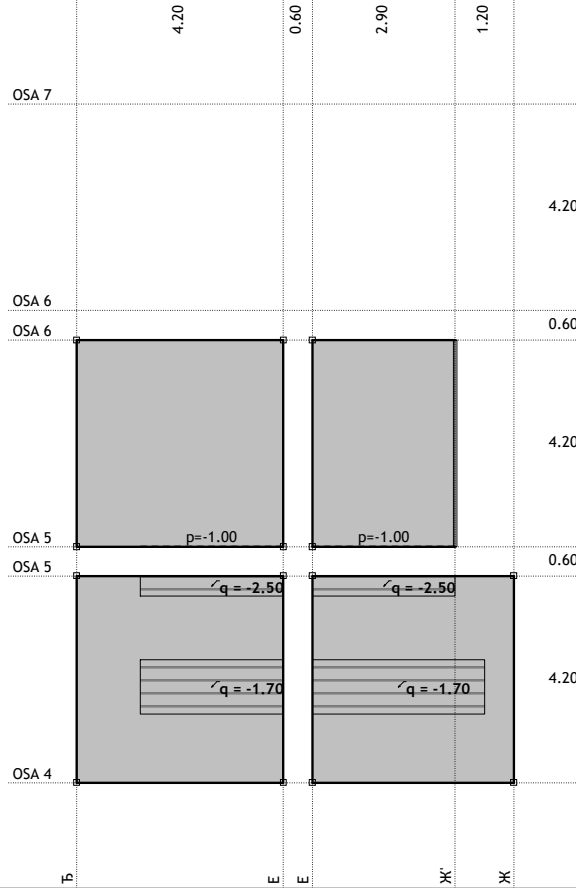 4.20
0.60
2.90
1.20
OSA 7
4.20
OSA 6
0.60
OSA 6
4.20
OSA 5
p=-1.00
p=-1.00
0.60
OSA 5
q = -2.50
q = -2.50
q = -1.70
q = -1.70
4.20
OSA 4
Ђ
Е
Е
Ж'
Ж